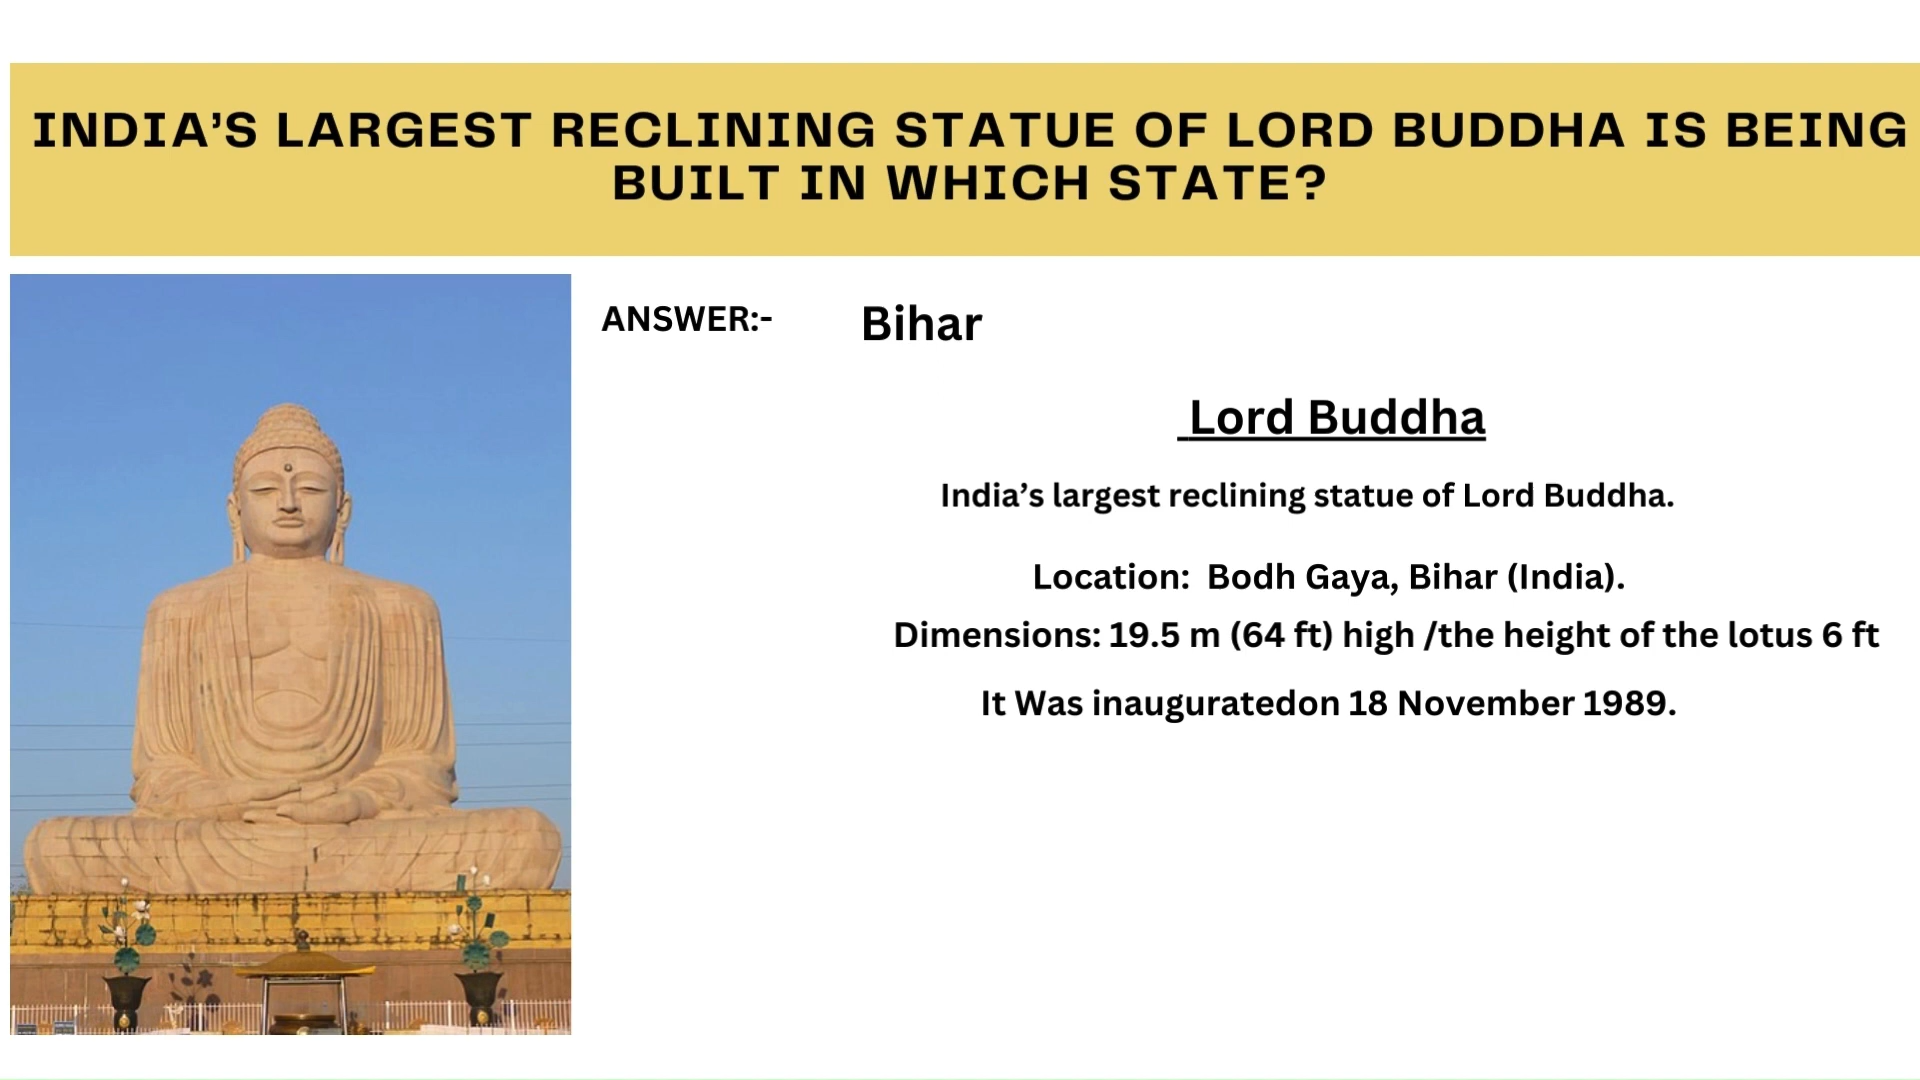 INDIA'S LARGEST RECLINING STATUE OF LORD BUDDHA IS BEING
BUILT IN WHICH STATE?
ANSWER:- Bihar
Lord Buddha
India's largest reclining statue of Lord Buddha.
Location: Bodh Gaya, Bihar (India).
Dimensions: 19.5 m (64 ft) high /the height of the lotus 6 ft
It Was inauguratedon 18 November 1989.